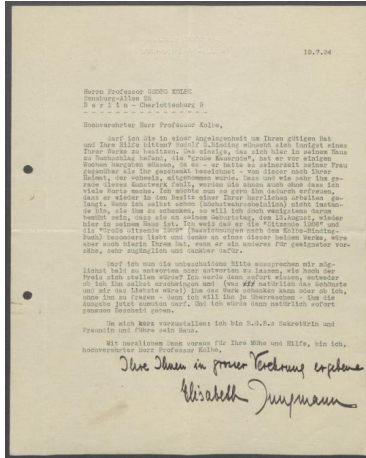 19.7.34
Herrn Professor GEORG KOLBE
Sensburg-Allee 26
Berlin - Charlottenburg 9
Hochverehrter Herr Professor Kolbe,
darf ich Sie in einer Angelegenheit um Ihren gütigen Rat
und Ihre Hilfe bitten? Rudolf G.Binding wünscht sich innigst eines
Ihrer Werke zu besitzen. Das einzige, das sich hier in seinem Haus
zu Buchschlag befand, die "große Kauernde", hat er vor einigen
Wochen hergeben müssen, da es - er hatte es seinerzeit seiner Frau
gegenüber als ihr geschenkt bezeichnet - von dieser nach ihrer
Heimat, der Schweiz, mitgenommen wurde. Dass und wie sehr ihm ge-
rade dieses Kunstwerk fehlt, werden Sie ahnen auch ohne dass ich
viel Worte mache. Ich möchte nun so gern ihn dadurch erfreuen,
dass er wieder in den Besitz einer Ihrer herrlichen Arbeiten ge-
langt. Wenn ich selbst schon (höchstwahrscheinlich) nicht imstan-
de bin, sie ihm zu schenken, so will ich doch wenigstens darum
bemüht sein, dass sie an seinem Geburtstag, dem 13.August, wieder
hier in seinem Haus ist. Ich weiß dass er die "Sitzende 1926" und
die "Große Sitzende 1929" (Bezeichnungen nach dem Kolbe-Binding-
Buch) besonders liebt. Ich denke an eines dieser beiden Werke, wäre
aber auch hierin Ihrem Rat, wenn er ein anderes für geeigneter vor-
sähe, sehr zugänglich und dankbar dafür.
Darf ich nun die unbescheidene Bitte aussprechen mir mög-
lichst bald zu antworten oder antworten zu lassen, wie hoch der
Preis sich stellen würde? Ich würde dann sofort wissen, entweder
ob ich ihn selbst erschwingen und (was natürlich das Schönste
und mir das Liebste wäre!) ihm das Werk schenken kann oder ob ich,
ohne ihn zu fragen - denn ich will ihn ja überraschen - ihm die
Ausgabe jetzt zumuten darf. Und ich würde dann natürlich sofort
genauen Bescheid geben.
Um mich kurz vorzustellen: ich bin R.G.B.s Sekretärin und
Freundin und führe sein Haus.
Mit herzlichem Dank voraus für Ihre Mühe und Hilfe, bin ich,
hochverehrter Herr Professor Kolbe,
Ihre Ihnen in grosser Verehrung ergebene
Elisabeth Jungmann.